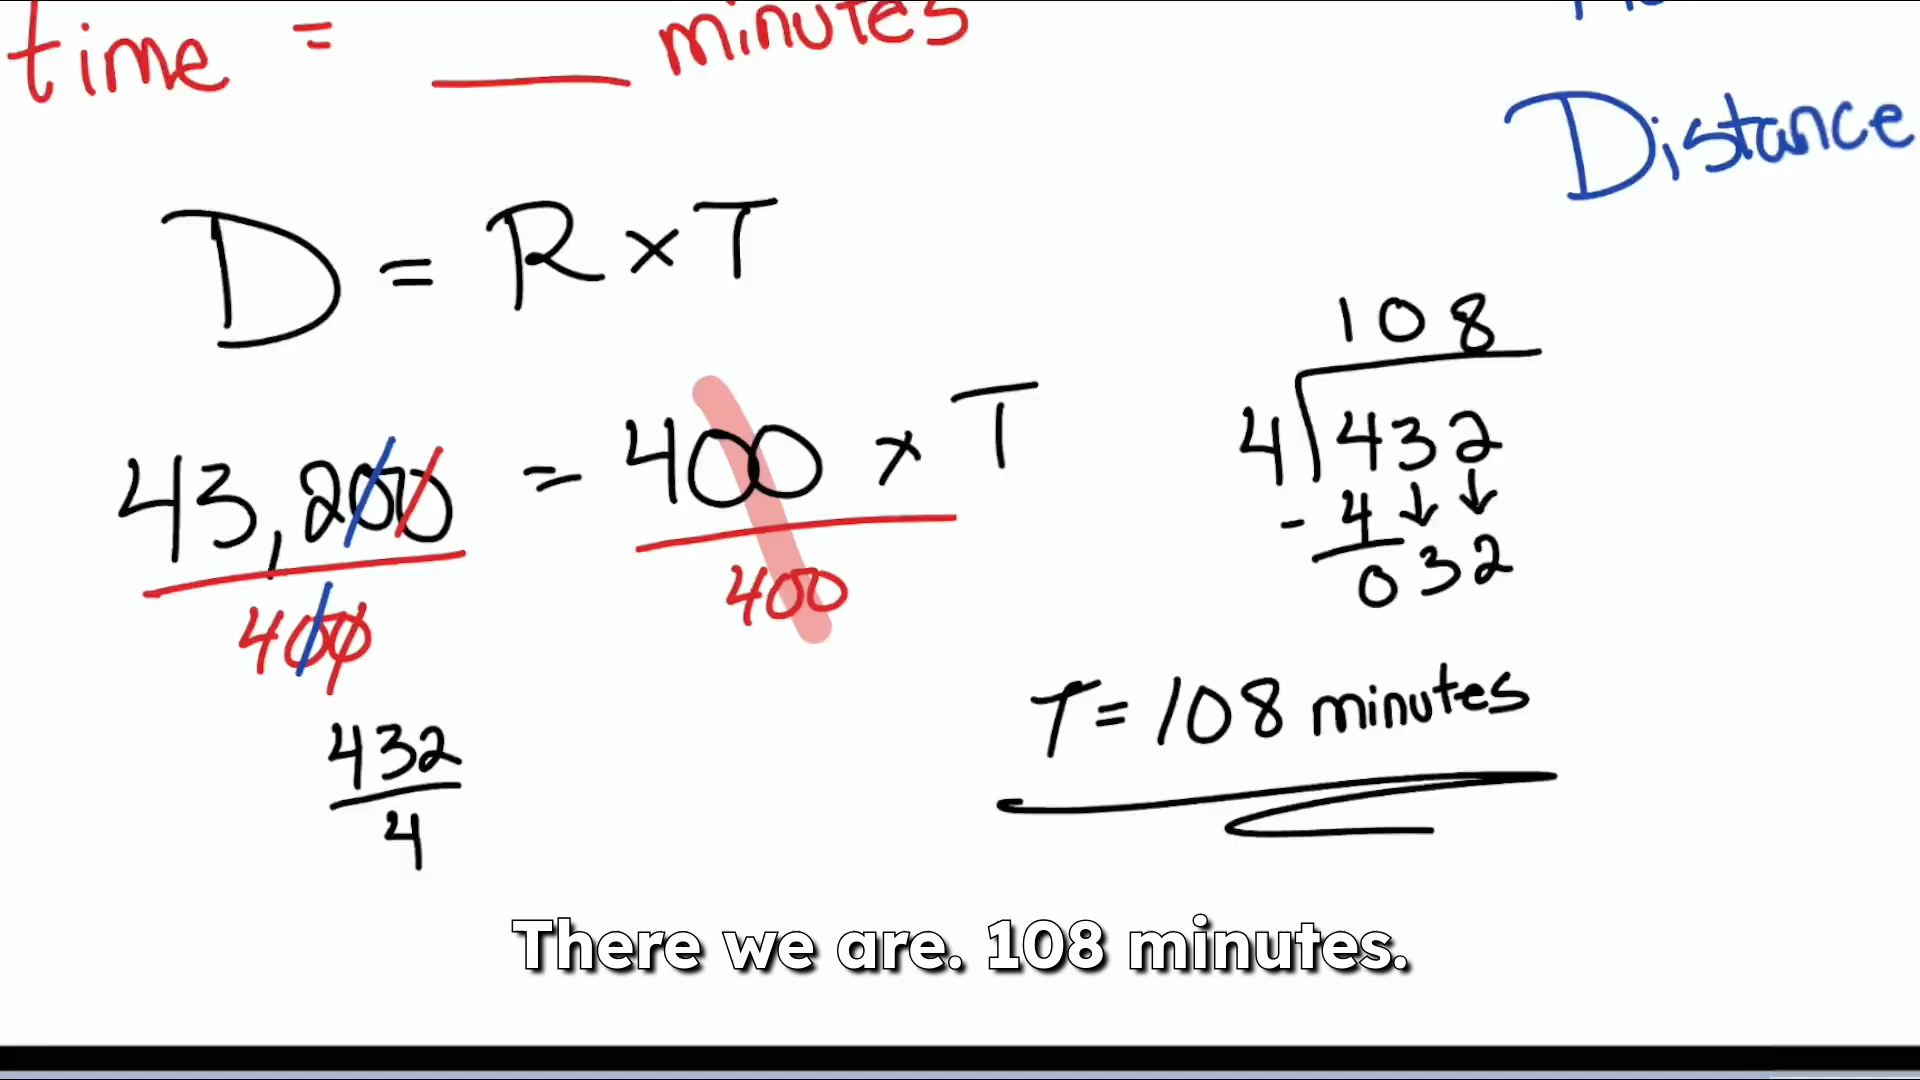 time = ___ minutes
Distance
D = R × T
43,200 = 400 × T
400 400
432
4
108
4 432
- 4
032
T = 108 minutes
There we are. 108 minutes.